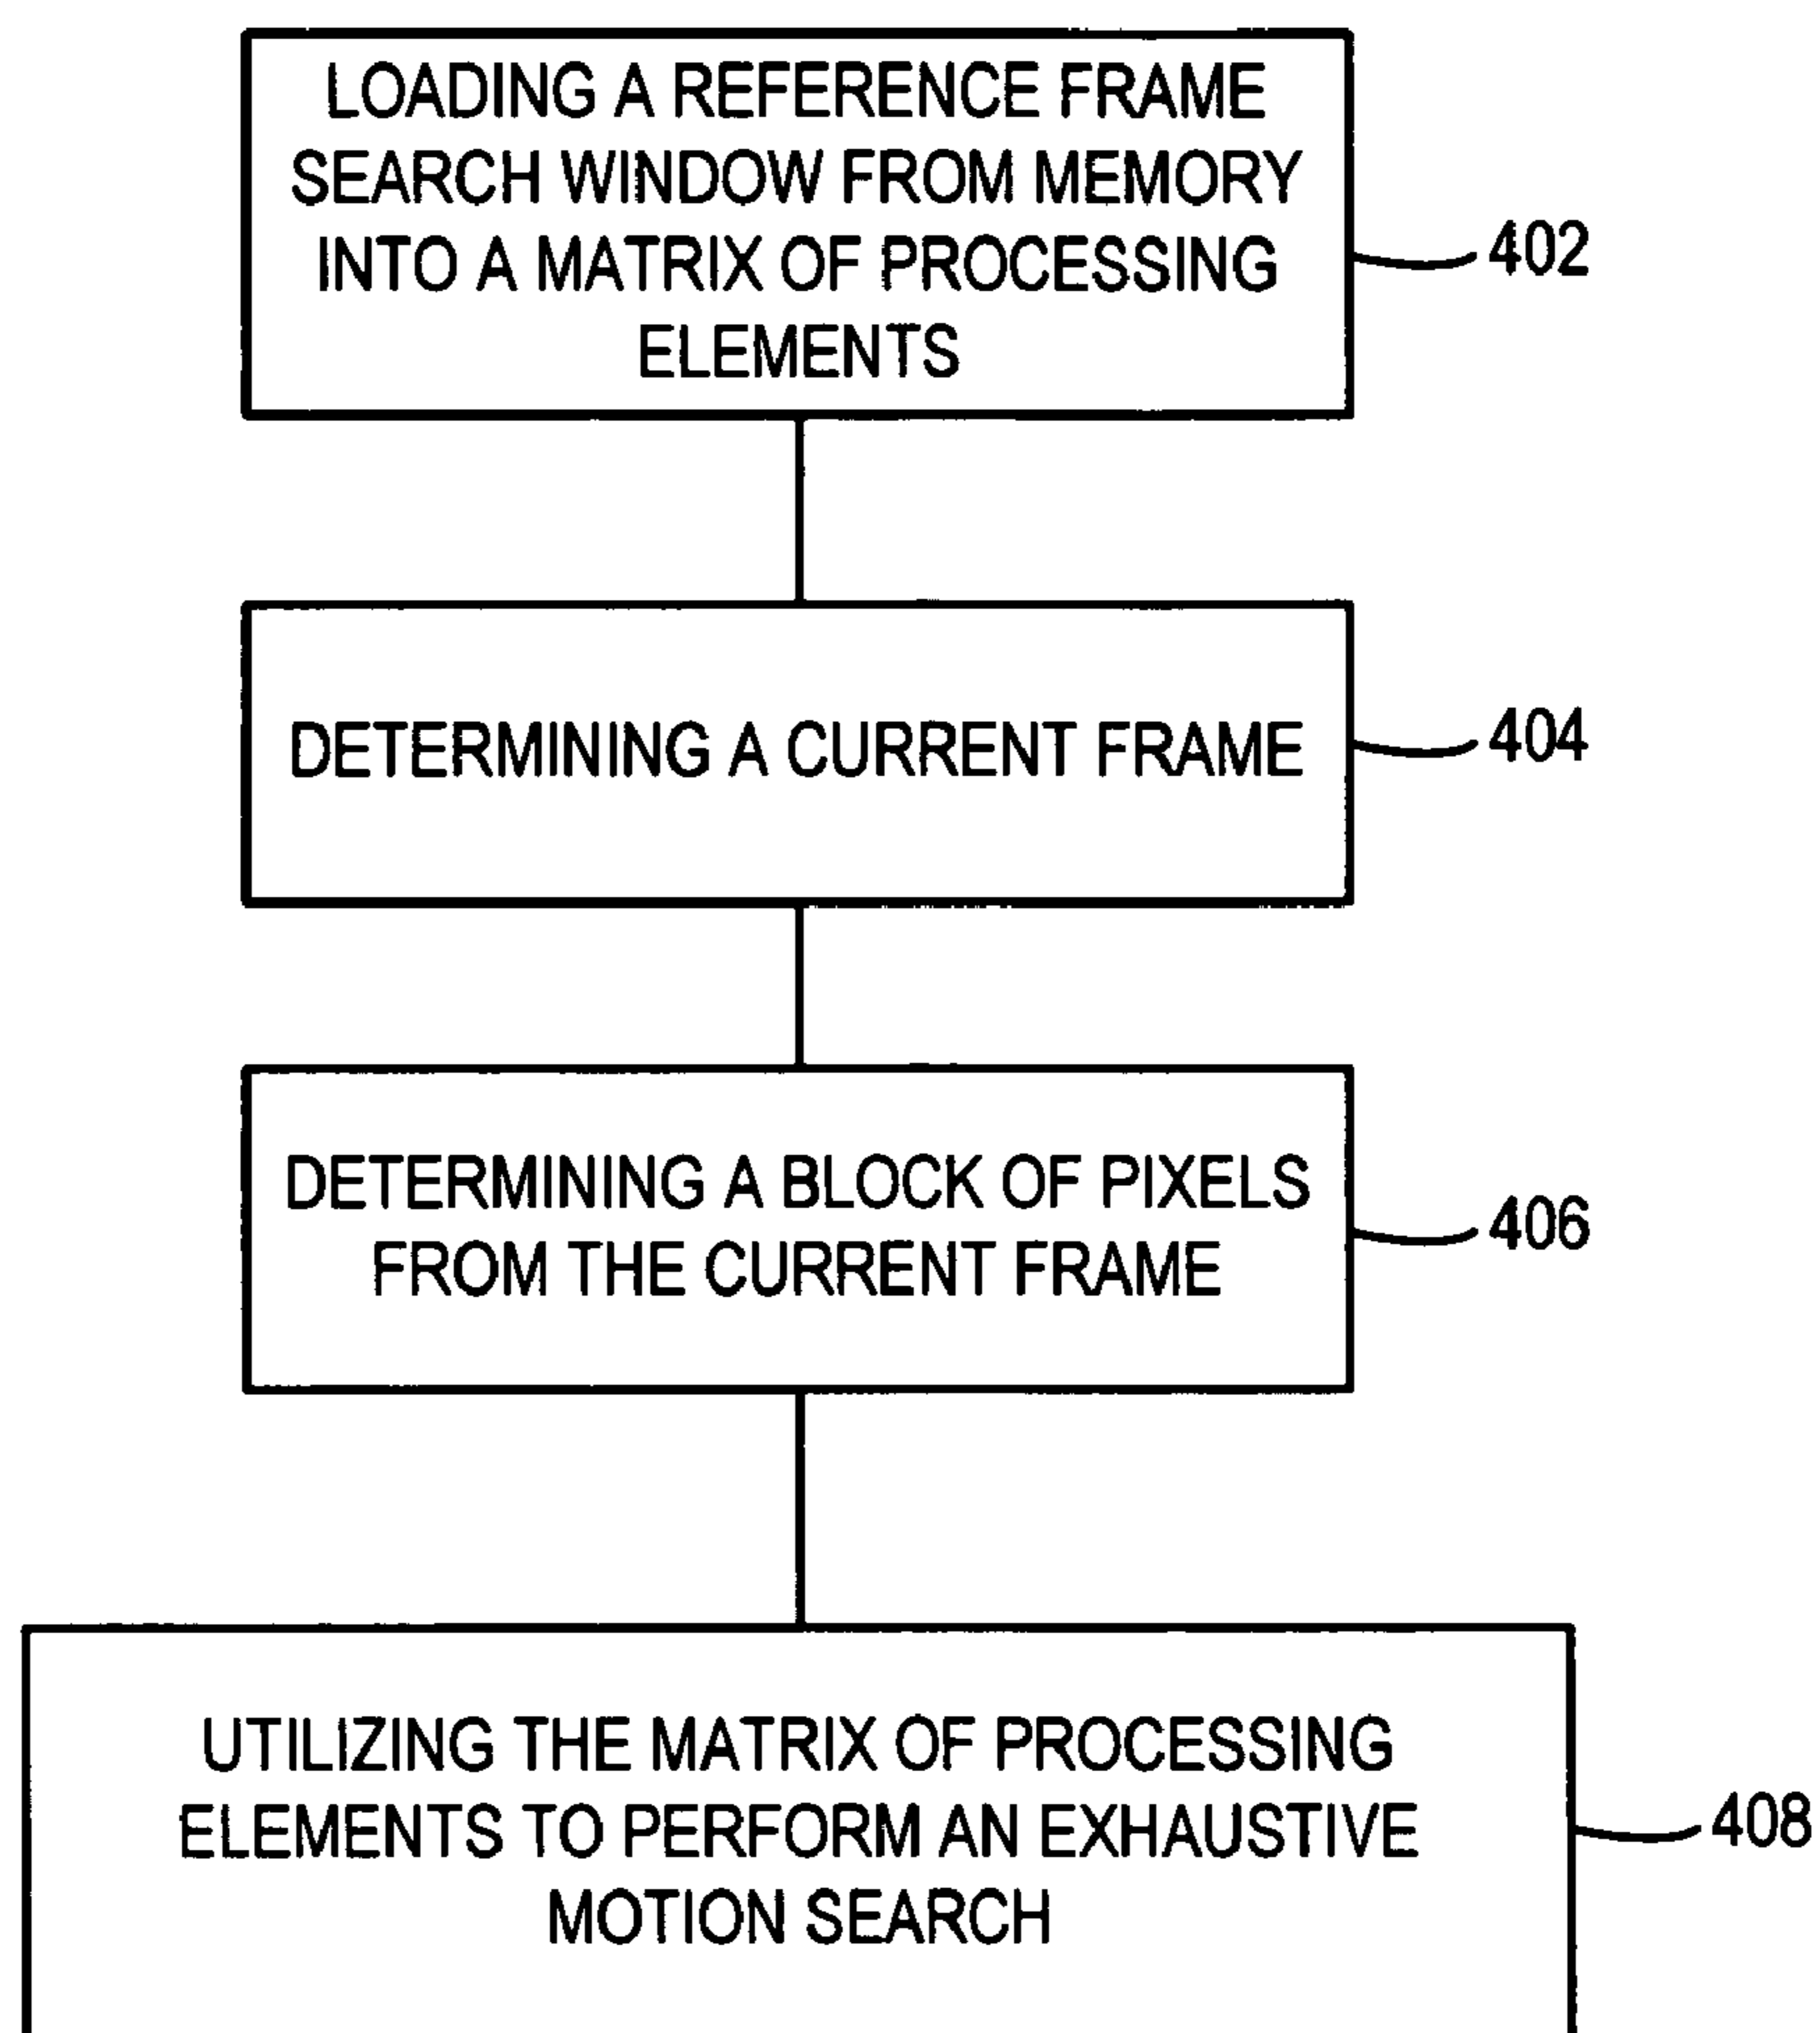 LOADING A REFERENCE FRAME
SEARCH WINDOW FROM MEMORY
INTO A MATRIX OF PROCESSING
ELEMENTS
402
DETERMINING A CURRENT FRAME
404
DETERMINING A BLOCK OF PIXELS
FROM THE CURRENT FRAME
406
UTILIZING THE MATRIX OF PROCESSING
ELEMENTS TO PERFORM AN EXHAUSTIVE
MOTION SEARCH
408